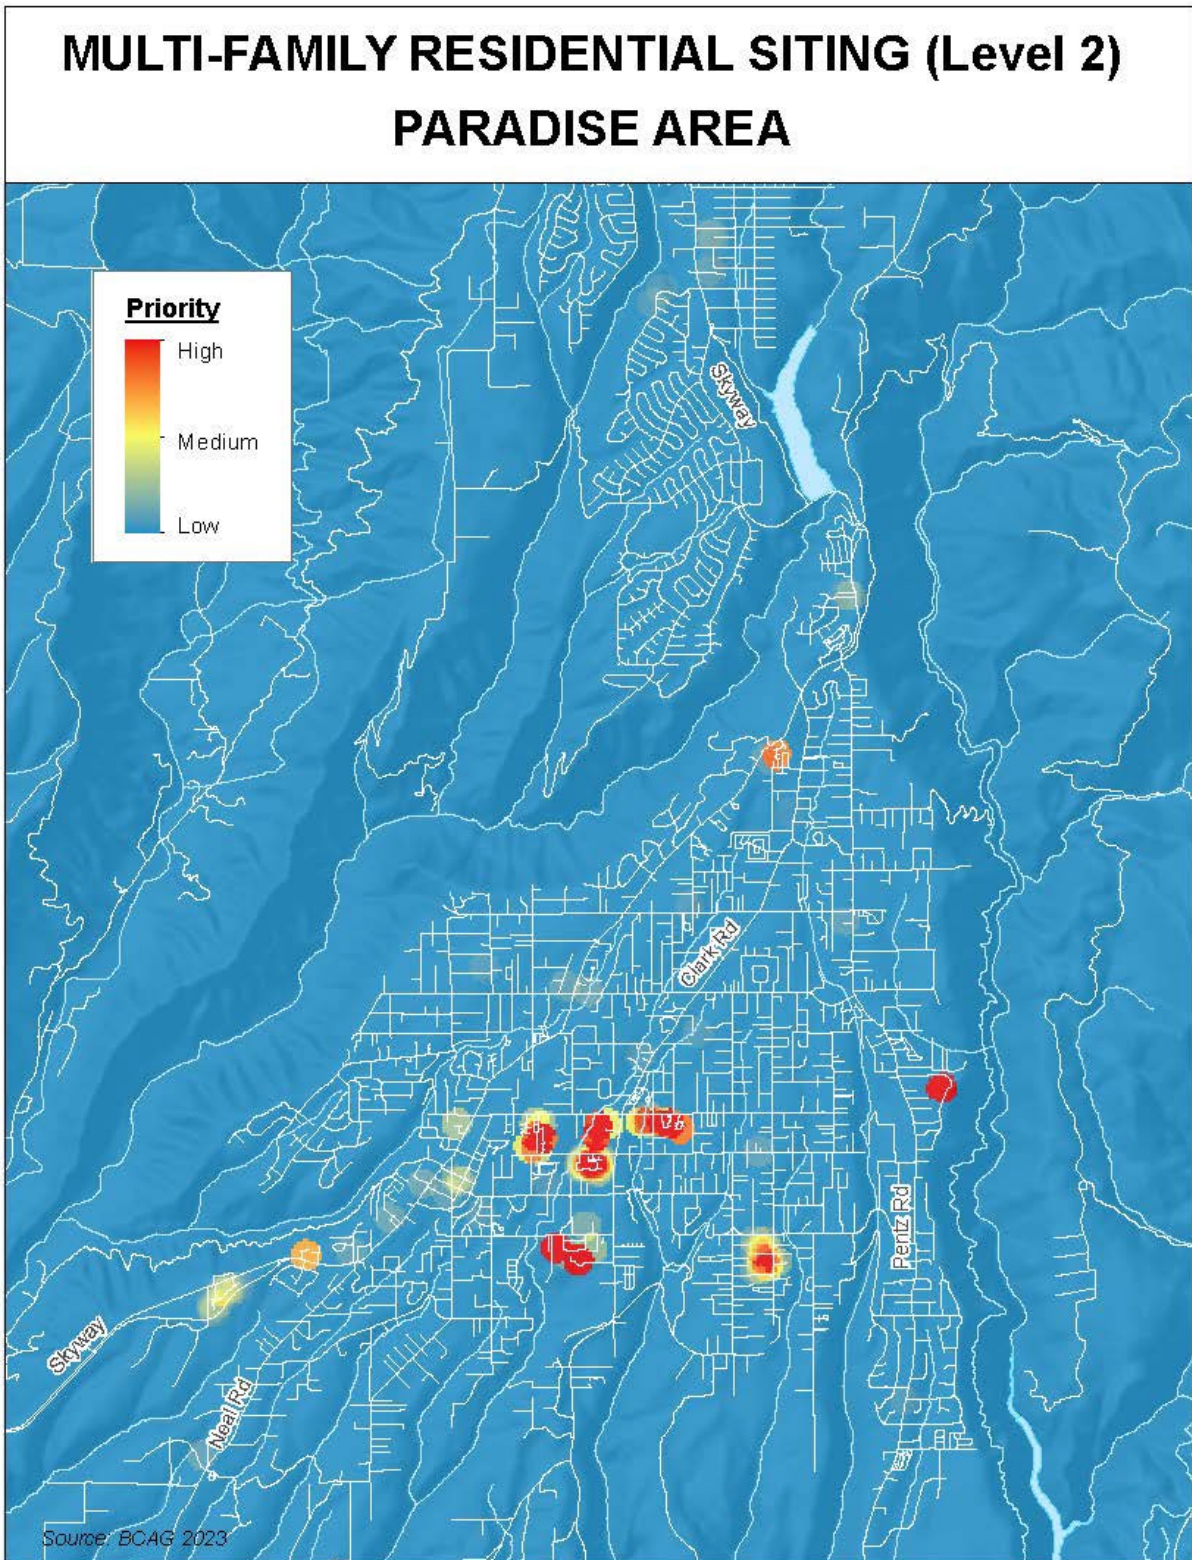 MULTI-FAMILY RESIDENTIAL SITING (Level 2)
PARADISE AREA
Priority
High
Medium
Low
Skyway
Clark Rd
Pentz Rd
Skyway
Neal Rd
Source: BCAG 2023